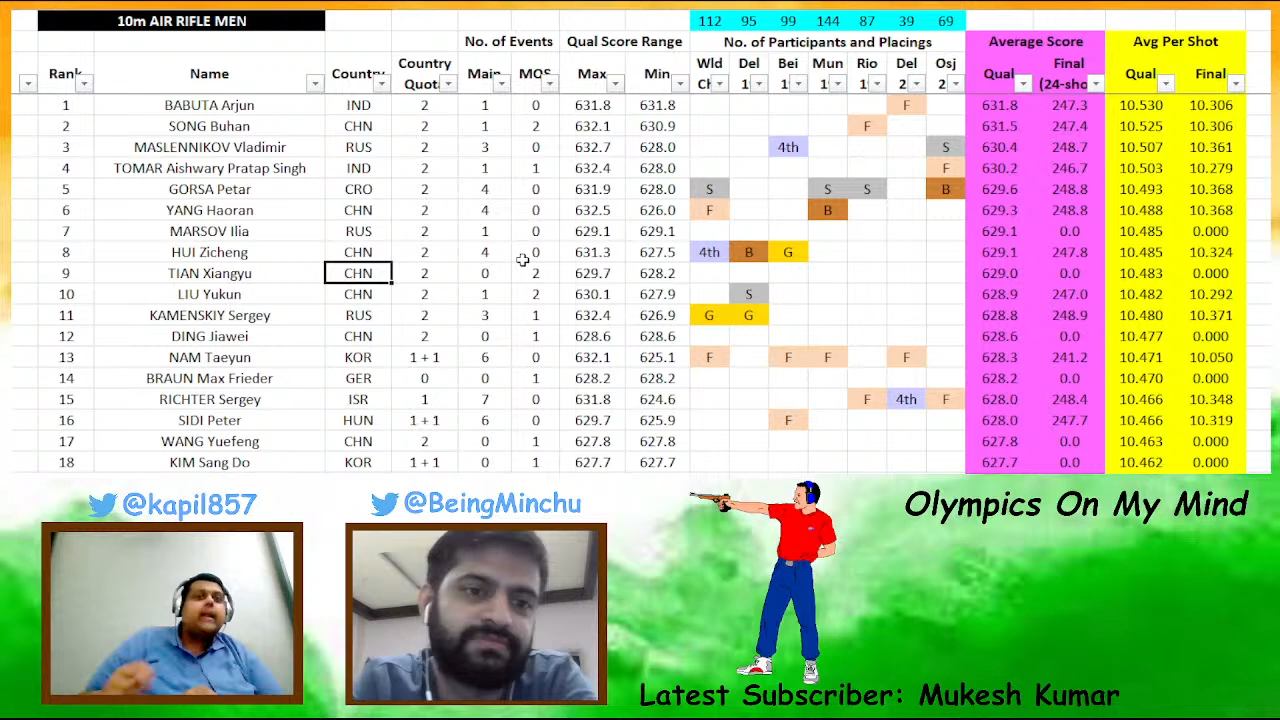 10m AIR RIFLE MEN 112 95 99 144 87 39 69
No. of Events Qual Score Range No. of Participants and Placings Average Score Avg Per Shot
Rank Name Country Country Quot Main MQS Max Min Wld Ch Del 1 Bei 1 Mun 1 Rio 1 Del 2 Osj 2 Qual Final (24-sho Qual Final
1 BABUTA Arjun IND 2 1 0 631.8 631.8 F 631.8 247.3 10.530 10.306
2 SONG Buhan CHN 2 1 2 632.1 630.9 F 631.5 247.4 10.525 10.306
3 MASLENNIKOV Vladimir RUS 2 3 0 632.7 628.0 4th S 630.4 248.7 10.507 10.361
4 TOMAR Aishwary Pratap Singh IND 2 1 1 632.4 628.0 F 630.2 246.7 10.503 10.279
5 GORSA Petar CRO 2 4 0 631.9 628.0 S S S B 629.6 248.8 10.493 10.368
6 YANG Haoran CHN 2 4 0 632.5 626.0 F B 629.3 248.8 10.488 10.368
7 MARSOV Ilia RUS 2 1 0 629.1 629.1 629.1 0.0 10.485 0.000
8 HUI Zicheng CHN 2 4 0 631.3 627.5 4th B G 629.1 247.8 10.485 10.324
9 TIAN Xiangyu CHN 2 0 2 629.7 628.2 629.0 0.0 10.483 0.000
10 LIU Yukun CHN 2 1 2 630.1 627.9 S 628.9 247.0 10.482 10.292
11 KAMENSKIY Sergey RUS 2 3 1 632.4 626.9 G G 628.8 248.9 10.480 10.371
12 DING Jiawei CHN 2 0 1 628.6 628.6 628.6 0.0 10.477 0.000
13 NAM Taeyun KOR 1 + 1 6 0 632.1 625.1 F F F F 628.3 241.2 10.471 10.050
14 BRAUN Max Frieder GER 0 0 1 628.2 628.2 628.2 0.0 10.470 0.000
15 RICHTER Sergey ISR 1 7 0 631.8 624.6 F 4th F 628.0 248.4 10.466 10.348
16 SIDI Peter HUN 1 + 1 6 0 629.7 625.9 F 628.0 247.7 10.466 10.319
17 WANG Yuefeng CHN 2 0 1 627.8 627.8 627.8 0.0 10.463 0.000
18 KIM Sang Do KOR 1 + 1 0 1 627.7 627.7 627.7 0.0 10.462 0.000
@kapil857 @BeingMinchu Olympics On My Mind
Latest Subscriber: Mukesh Kumar